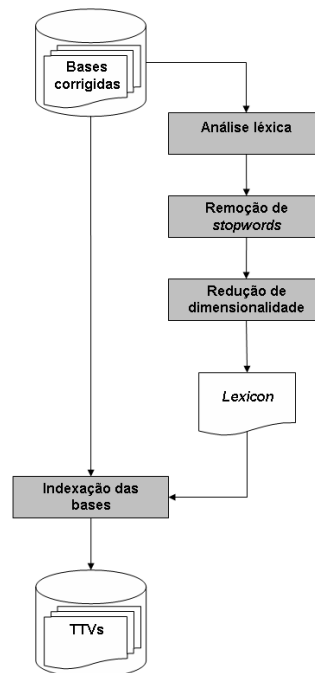 Bases
corrigidas
Análise léxica
Remoção de
stopwords
Redução de
dimensionalidade
Lexicon
Indexação das
bases
TTVs